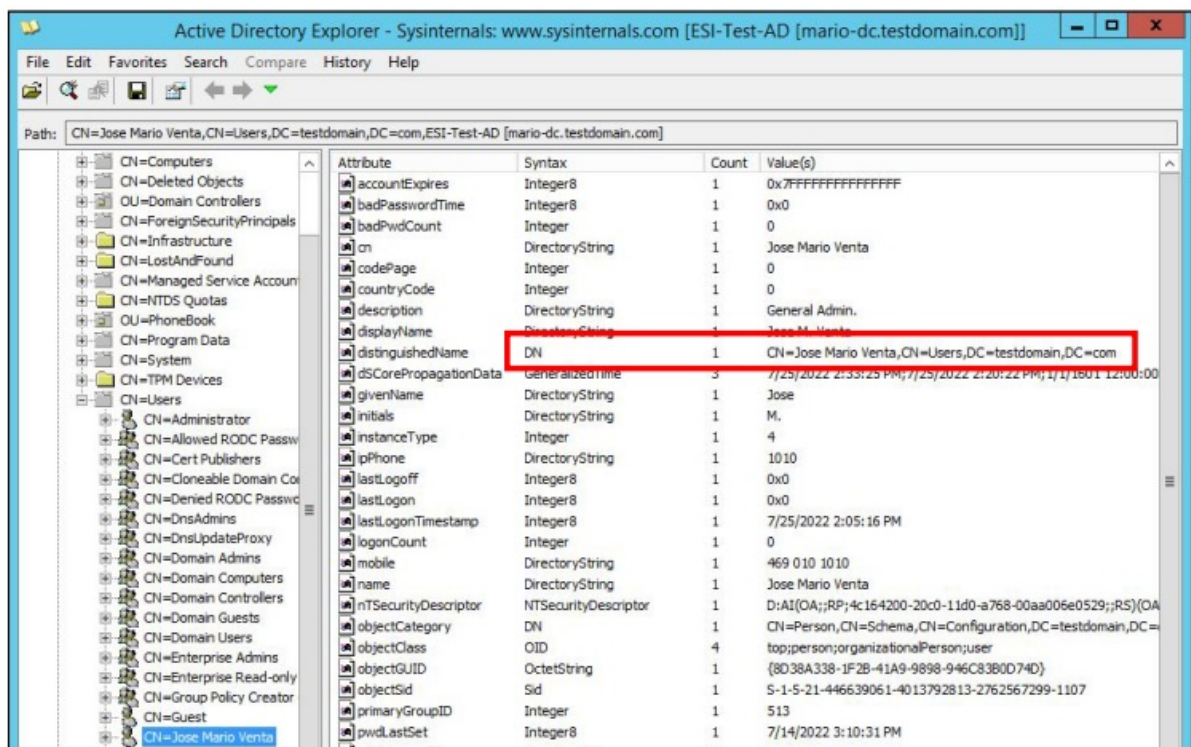 Active Directory Explorer - Sysinternals: www.sysinternals.com [ESI-Test-AD [mario-dc.testdomain.com]]
File Edit Favorites Search Compare History Help
Path: CN=Jose Mario Venta,CN=Users,DC=testdomain,DC=com,ESI-Test-AD [mario-dc.testdomain.com]
CN=Computers
CN=Deleted Objects
OU=Domain Controllers
CN=ForeignSecurityPrincipals
CN=Infrastructure
CN=LostAndFound
CN=Managed Service Accoun
CN=NTDS Quotas
OU=PhoneBook
CN=Program Data
CN=System
CN=TPM Devices
CN=Users
CN=Administrator
CN=Allowed RODC Passw
CN=Cert Publishers
CN=Cloneable Domain Co
CN=Denied RODC Passwc
CN=DnsAdmins
CN=DnsUpdateProxy
CN=Domain Admins
CN=Domain Computers
CN=Domain Controllers
CN=Domain Guests
CN=Domain Users
CN=Enterprise Admins
CN=Enterprise Read-only
CN=Group Policy Creator
CN=Guest
CN=Jose Mario Venta
Attribute Syntax Count Value(s)
accountExpires Integer8 1 0x7FFFFFFFFFFFFFFF
badPasswordTime Integer8 1 0x0
badPwdCount Integer 1 0
cn DirectoryString 1 Jose Mario Venta
codePage Integer 1 0
countryCode Integer 1 0
description DirectoryString 1 General Admin.
displayName DirectoryString 1 Jose M. Venta
distinguishedName DN 1 CN=Jose Mario Venta,CN=Users,DC=testdomain,DC=com
dSCorePropagationData GeneralizedTime 3 7/25/2022 2:33:25 PM;7/25/2022 2:20:22 PM;1/1/1601 12:00:00
givenName DirectoryString 1 Jose
initials DirectoryString 1 M.
instanceType Integer 1 4
ipPhone DirectoryString 1 1010
lastLogoff Integer8 1 0x0
lastLogon Integer8 1 0x0
lastLogonTimestamp Integer8 1 7/25/2022 2:05:16 PM
logonCount Integer 1 0
mobile DirectoryString 1 469 010 1010
name DirectoryString 1 Jose Mario Venta
nTSecurityDescriptor NTSecurityDescriptor 1 D:AI(OA;;RP;4c164200-20c0-11d0-a768-00aa006e0529;;RS)(OA
objectCategory DN 1 CN=Person,CN=Schema,CN=Configuration,DC=testdomain,DC=
objectClass OID 4 top;person;organizationalPerson;user
objectGUID OctetString 1 {8D38A338-1F2B-41A9-9898-946C83B0D74D}
objectSid Sid 1 S-1-5-21-446639061-4013792813-2762567299-1107
primaryGroupID Integer 1 513
pwdLastSet Integer8 1 7/14/2022 3:10:31 PM